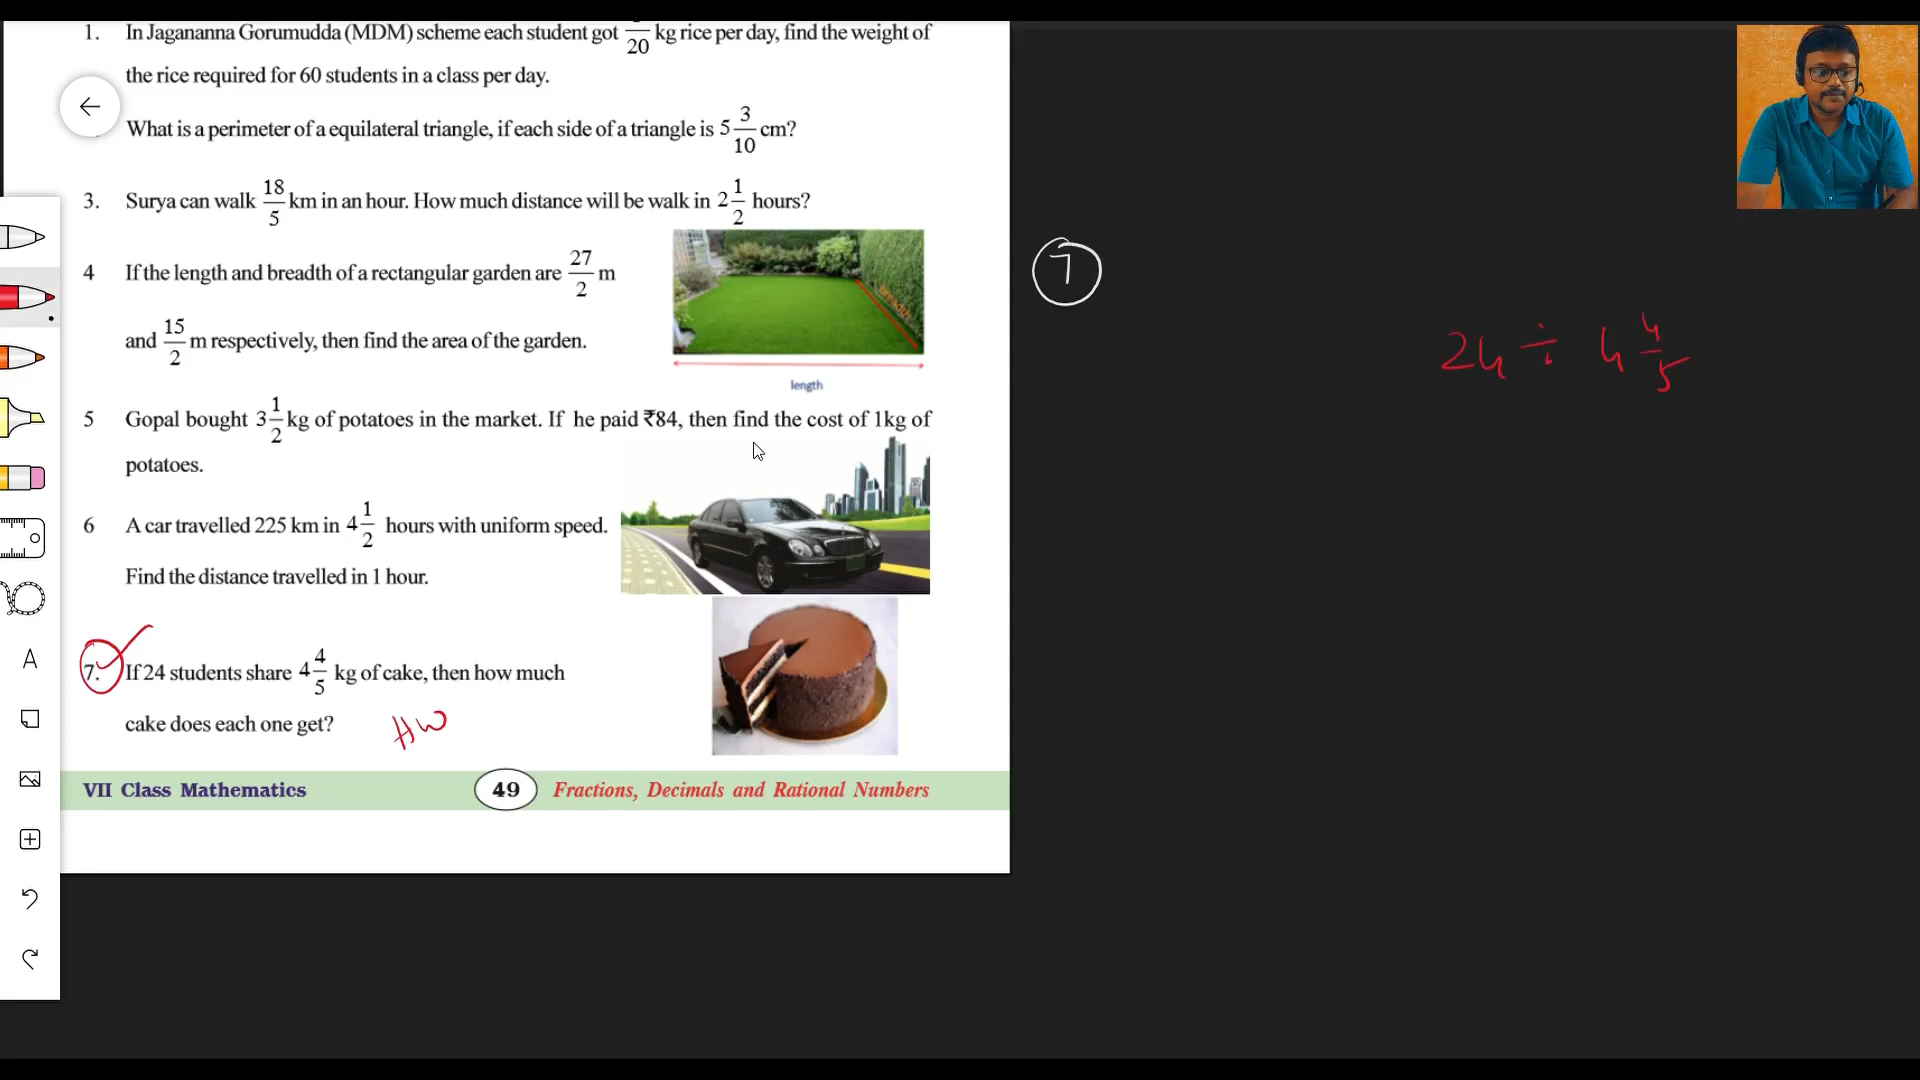 1. In Jagananna Gorumudda (MDM) scheme each student got /20 kg rice per day, find the weight of
the rice required for 60 students in a class per day.
What is a perimeter of a equilateral triangle, if each side of a triangle is 5 3/10 cm?
3. Surya can walk 18/5 km in an hour. How much distance will be walk in 2 1/2 hours?
4 If the length and breadth of a rectangular garden are 27/2 m
and 15/2 m respectively, then find the area of the garden.
breadth
length
5 Gopal bought 3 1/2 kg of potatoes in the market. If he paid ₹84, then find the cost of 1kg of
potatoes.
6 A car travelled 225 km in 4 1/2 hours with uniform speed.
Find the distance travelled in 1 hour.
7. If 24 students share 4 4/5 kg of cake, then how much
cake does each one get?
HW
VII Class Mathematics 49 Fractions, Decimals and Rational Numbers
A
7
24 ÷ 4 4/5